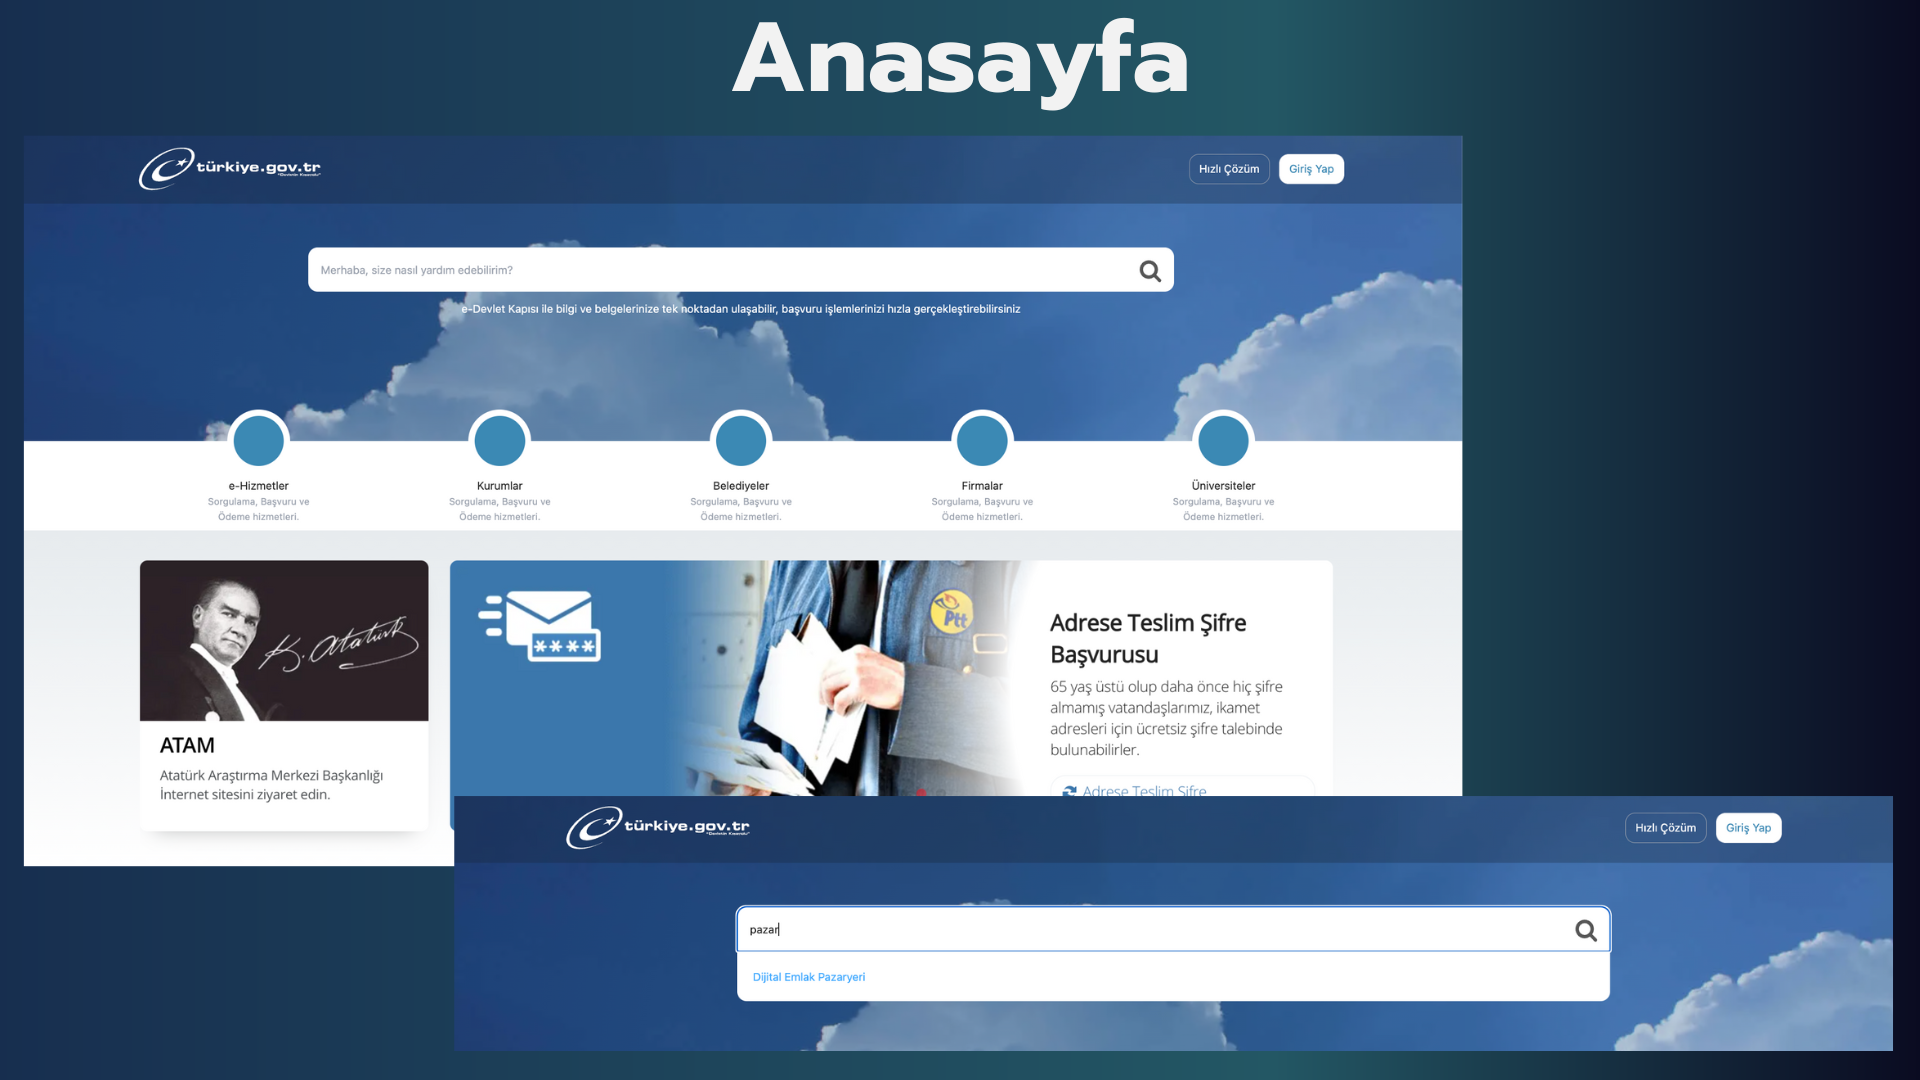 Anasayfa
türkiye.gov.tr
"Devletin Kısayolu"
Hızlı Çözüm
Giriş Yap
Merhaba, size nasıl yardım edebilirim?
e-Devlet Kapısı ile bilgi ve belgelerinize tek noktadan ulaşabilir, başvuru işlemlerinizi hızla gerçekleştirebilirsiniz
e-Hizmetler
Sorgulama, Başvuru ve
Ödeme hizmetleri.
Kurumlar
Sorgulama, Başvuru ve
Ödeme hizmetleri.
Belediyeler
Sorgulama, Başvuru ve
Ödeme hizmetleri.
Firmalar
Sorgulama, Başvuru ve
Ödeme hizmetleri.
Üniversiteler
Sorgulama, Başvuru ve
Ödeme hizmetleri.
K. Atatürk
ATAM
Atatürk Araştırma Merkezi Başkanlığı
İnternet sitesini ziyaret edin.
****
Ptt
Adrese Teslim Şifre
Başvurusu
65 yaş üstü olup daha önce hiç şifre
almamış vatandaşlarımız, ikamet
adresleri için ücretsiz şifre talebinde
bulunabilirler.
Adrese Teslim Şifre
türkiye.gov.tr
"Devletin Kısayolu"
Hızlı Çözüm
Giriş Yap
pazar
Dijital Emlak Pazaryeri